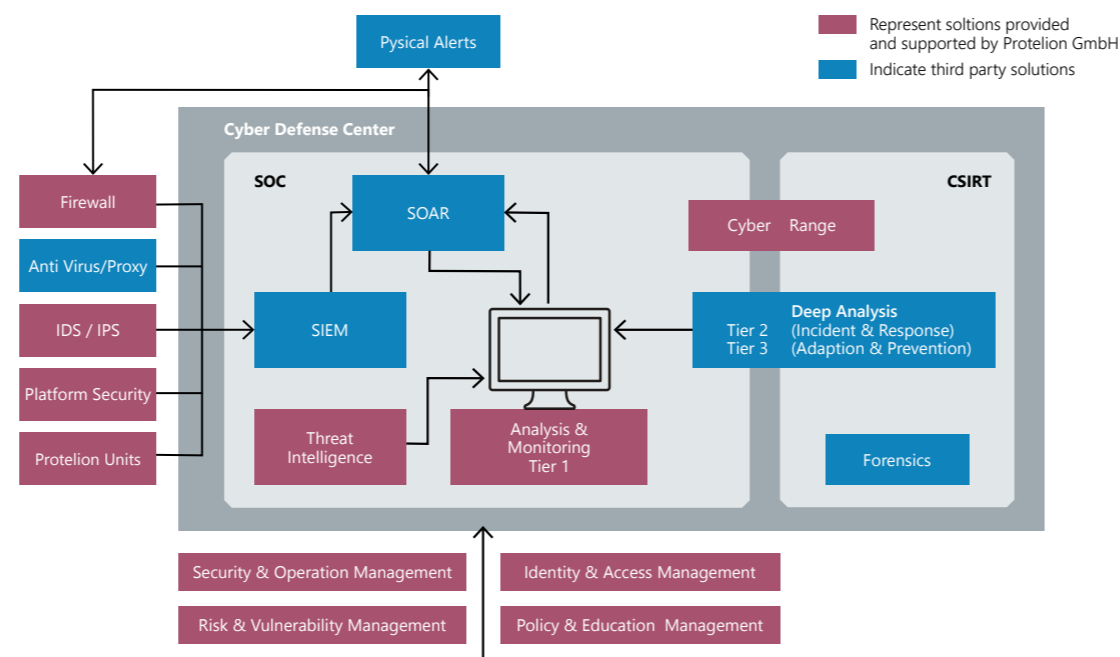 Pysical Alerts
Represent soltions provided
and supported by Protelion GmbH
Indicate third party solutions
Cyber Defense Center
SOC
CSIRT
Firewall
Anti Virus/Proxy
IDS / IPS
Platform Security
Protelion Units
SOAR
SIEM
Cyber Range
Deep Analysis
Tier 2 (Incident & Response)
Tier 3 (Adaption & Prevention)
Threat
Intelligence
Analysis &
Monitoring
Tier 1
Forensics
Security & Operation Management
Identity & Access Management
Risk & Vulnerability Management
Policy & Education Management